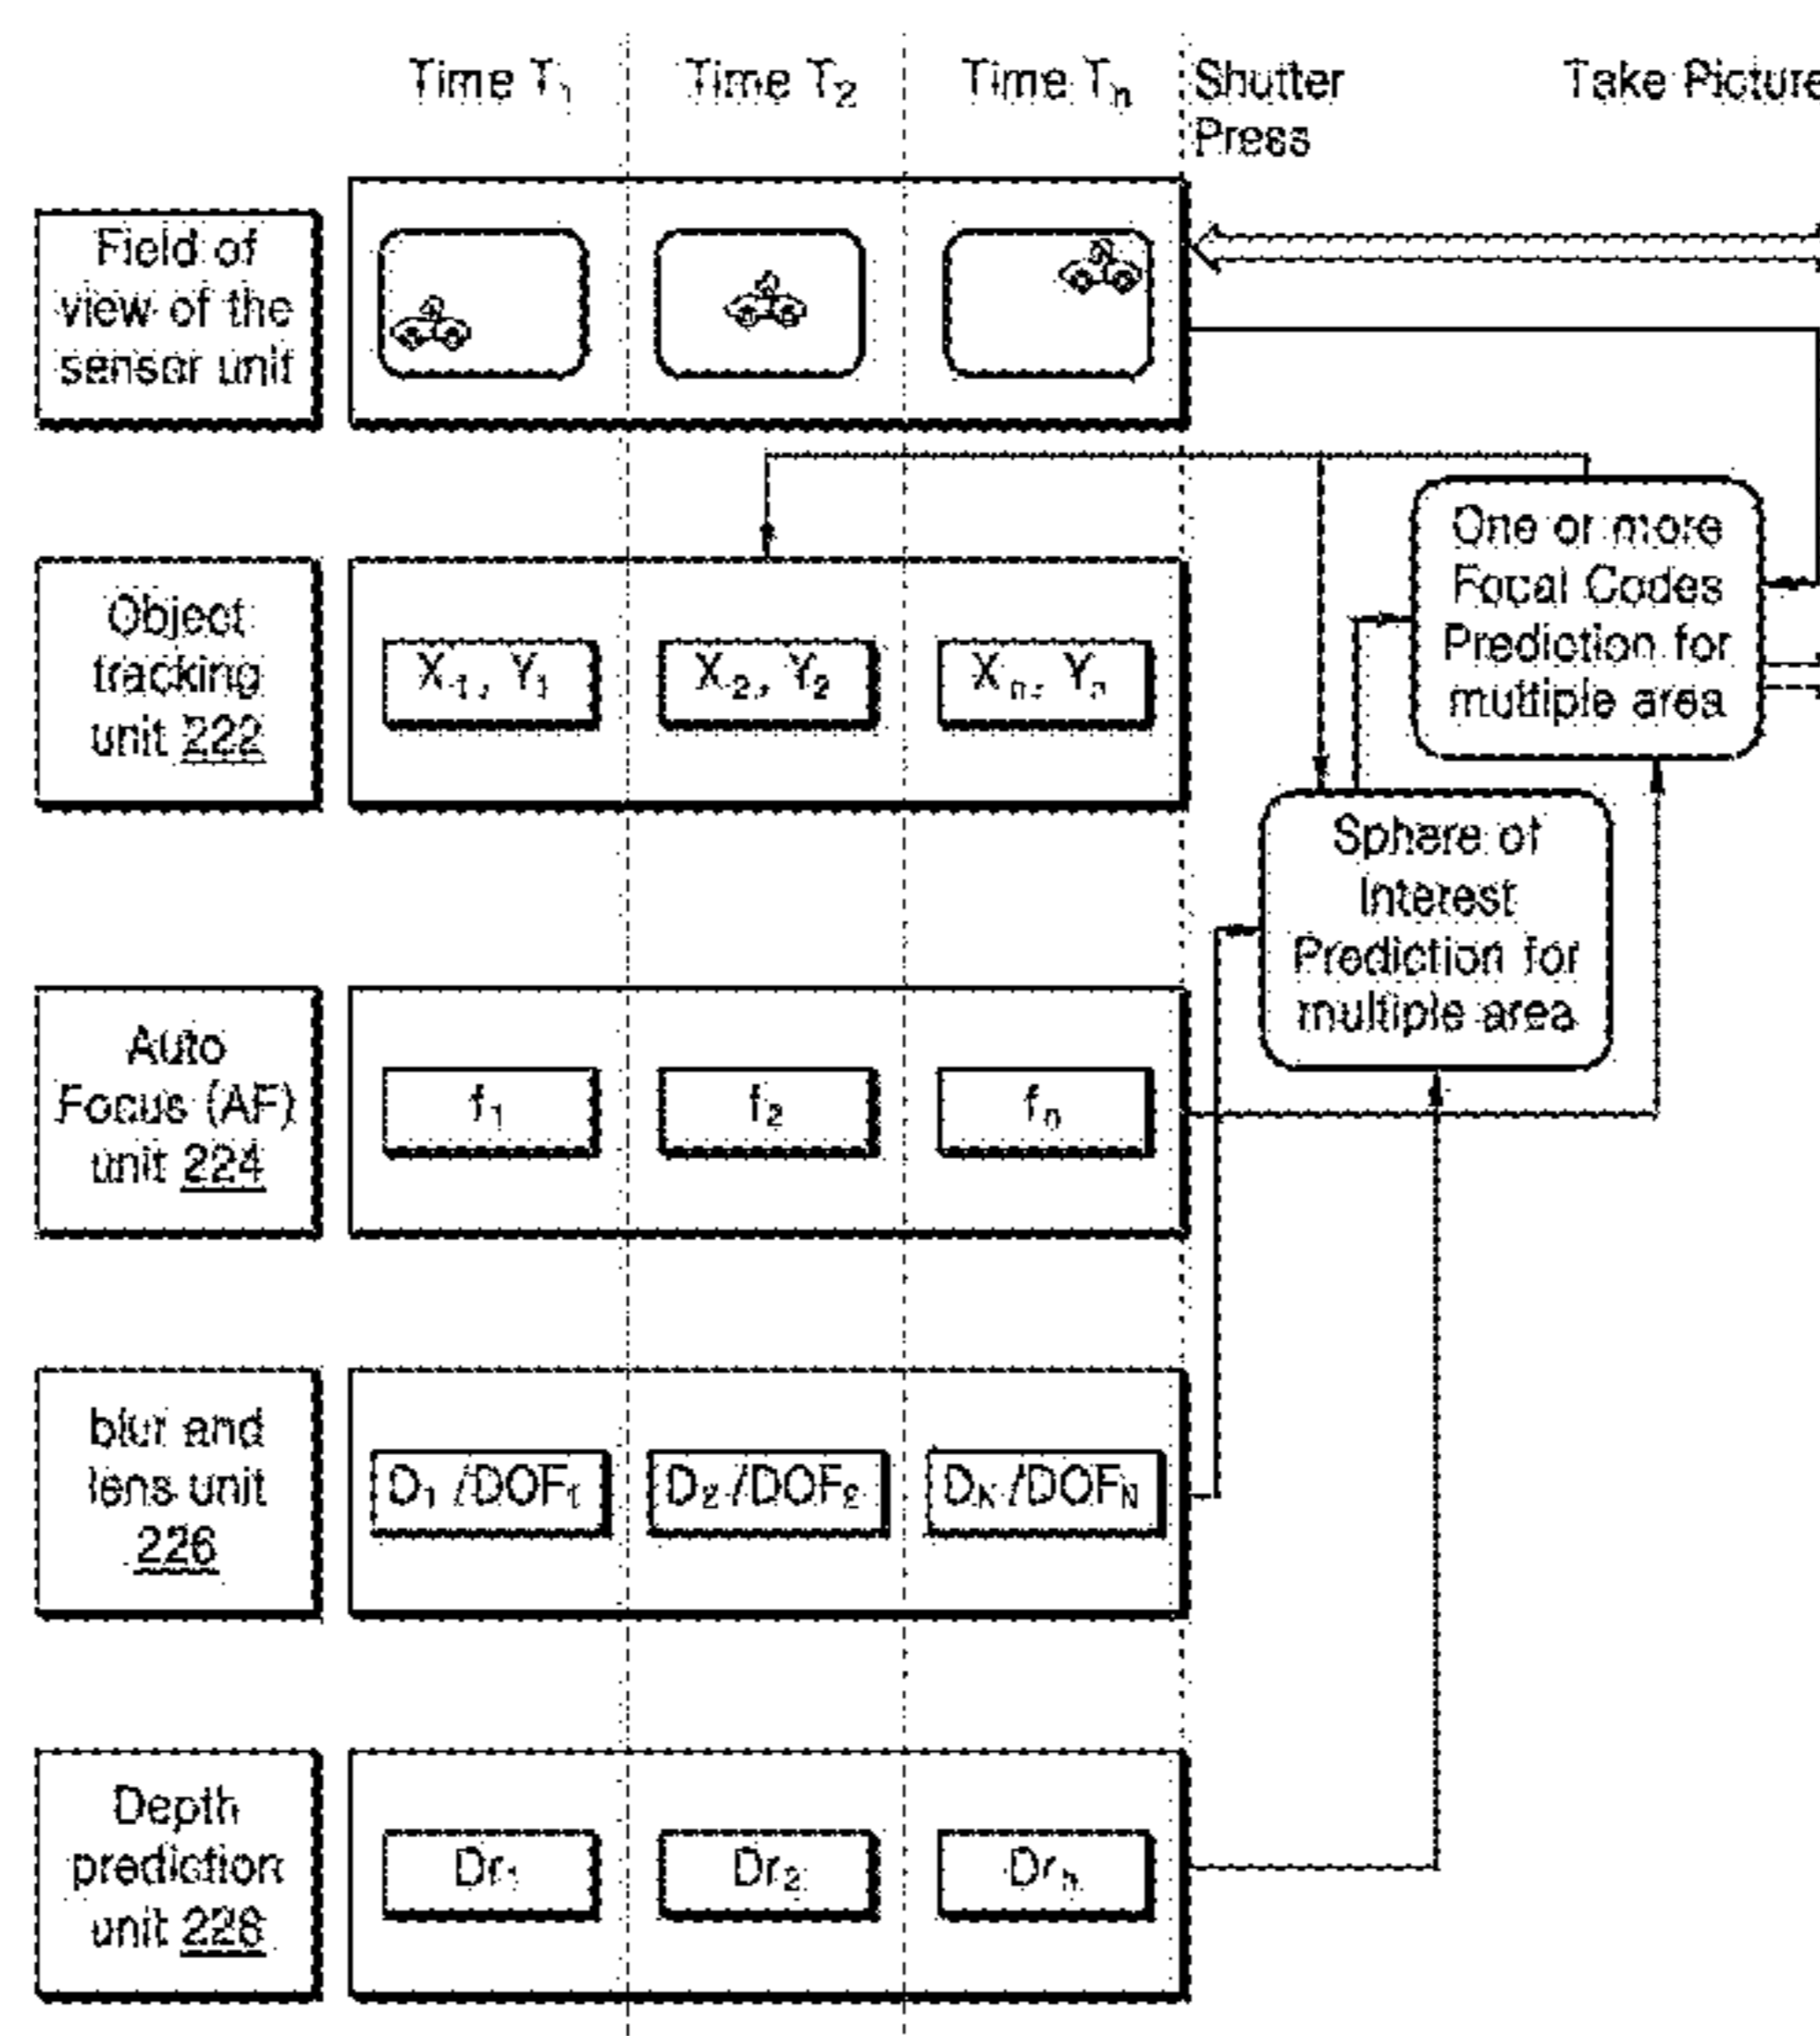 Time T₁ Time T₂ Time Tₙ Shutter Take Picture
Press
Field of
view of the
sensor unit
Object
tracking
unit 222
X₁, Y₁ X₂, Y₂ Xₙ, Yₙ
One or more
Focal Codes
Prediction for
multiple area
Sphere of
Interest
Prediction for
multiple area
Auto
Focus (AF)
unit 224
f₁ f₂ fₙ
blur and
lens unit
226
D₁ /DOF₁ D₂ /DOF₂ D_N /DOF_N
Depth
prediction
unit 228
Dr₁ Dr₂ Drₙ